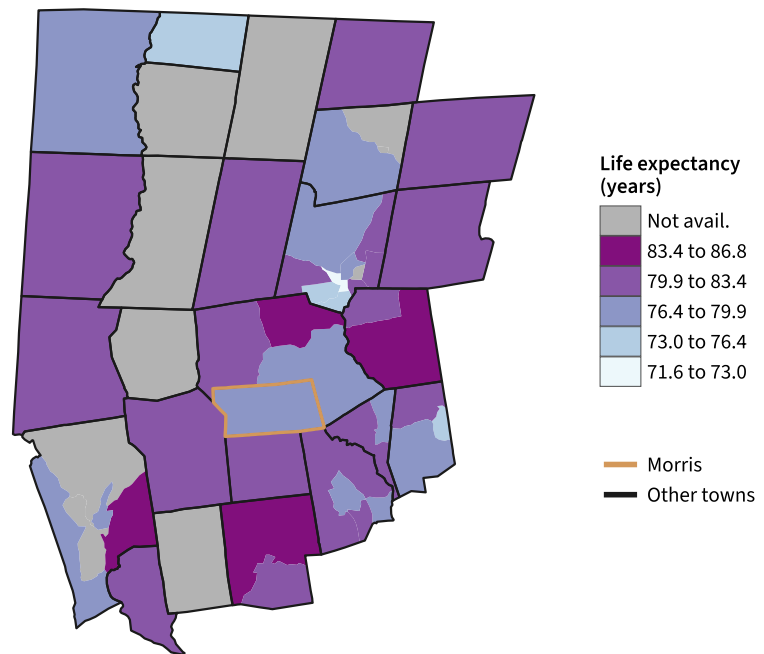 Life expectancy
(years)
Not avail.
83.4 to 86.8
79.9 to 83.4
76.4 to 79.9
73.0 to 76.4
71.6 to 73.0
Morris
Other towns